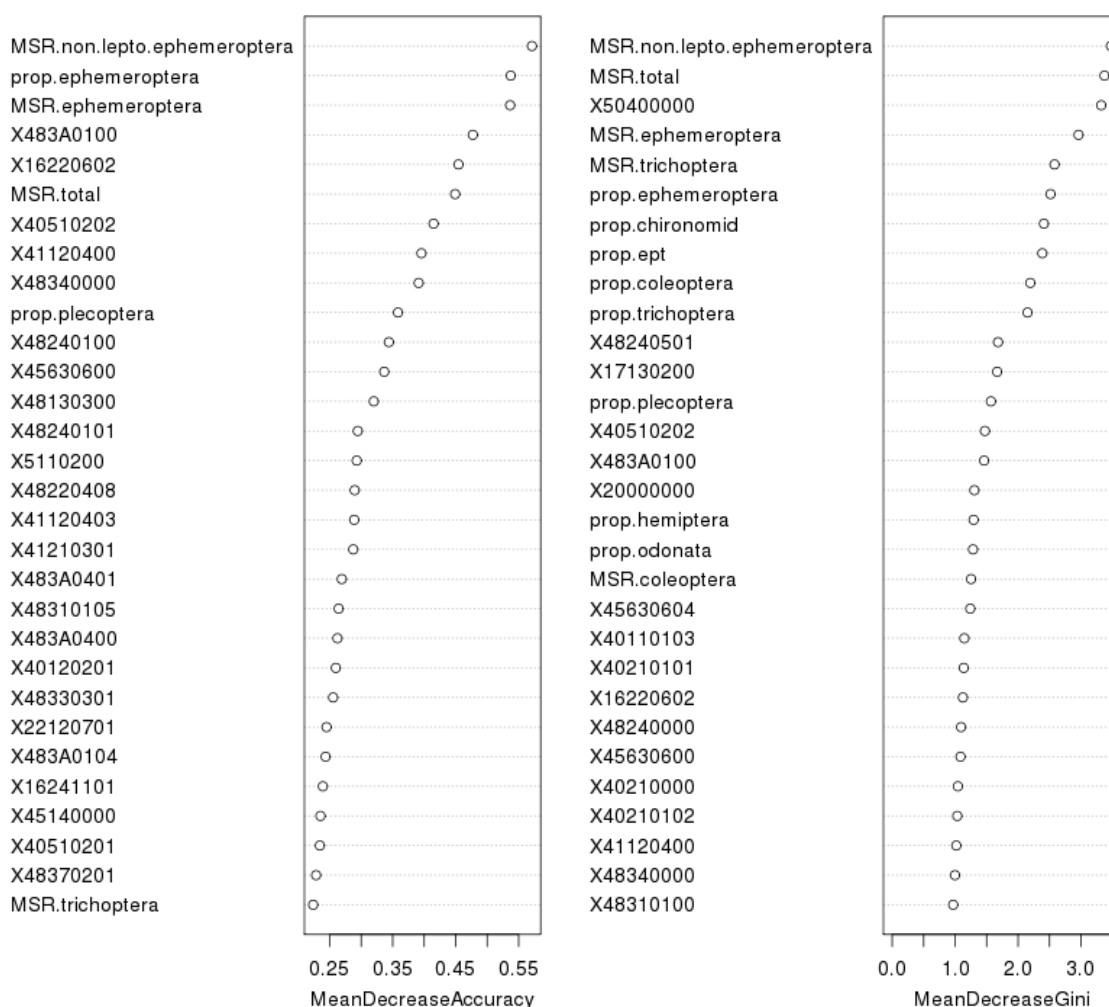 MSR.non.lepto.ephemeroptera
prop.ephemeroptera
MSR.ephemeroptera
X483A0100
X16220602
MSR.total
X40510202
X41120400
X48340000
prop.plecoptera
X48240100
X45630600
X48130300
X48240101
X5110200
X48220408
X41120403
X41210301
X483A0401
X48310105
X483A0400
X40120201
X48330301
X22120701
X483A0104
X16241101
X45140000
X40510201
X48370201
MSR.trichoptera
0.25 0.35 0.45 0.55
MeanDecreaseAccuracy
MSR.non.lepto.ephemeroptera
MSR.total
X50400000
MSR.ephemeroptera
MSR.trichoptera
prop.ephemeroptera
prop.chironomid
prop.ept
prop.coleoptera
prop.trichoptera
X48240501
X17130200
prop.plecoptera
X40510202
X483A0100
X20000000
prop.hemiptera
prop.odonata
MSR.coleoptera
X45630604
X40110103
X40210101
X16220602
X48240000
X45630600
X40210000
X40210102
X41120400
X48340000
X48310100
0.0 1.0 2.0 3.0
MeanDecreaseGini